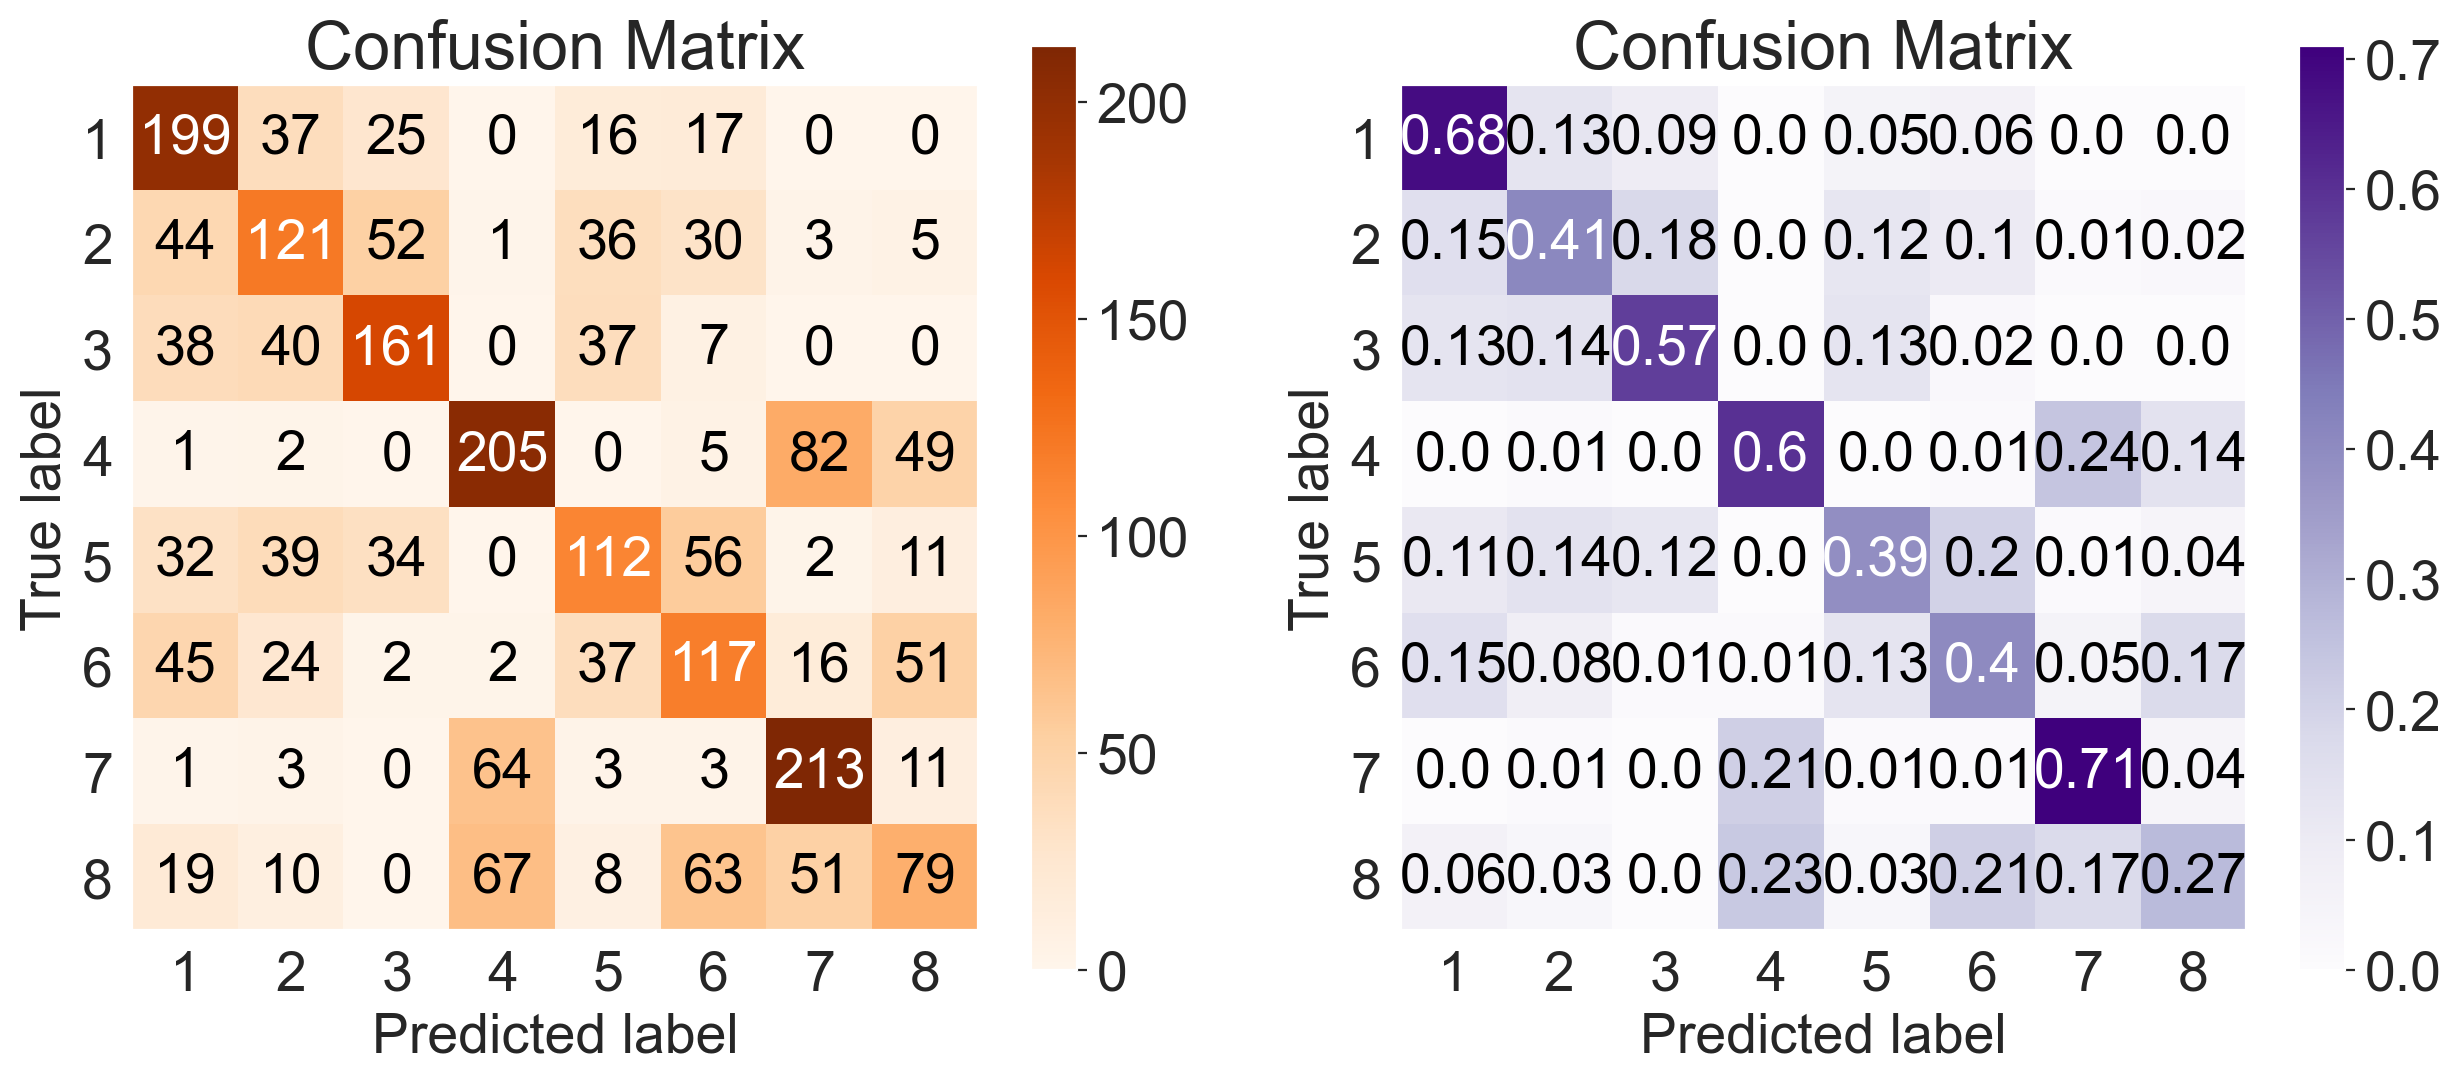 Confusion Matrix
1 199 37 25 0 16 17 0 0
2 44 121 52 1 36 30 3 5
3 38 40 161 0 37 7 0 0
4 1 2 0 205 0 5 82 49
5 32 39 34 0 112 56 2 11
6 45 24 2 2 37 117 16 51
7 1 3 0 64 3 3 213 11
8 19 10 0 67 8 63 51 79
1 2 3 4 5 6 7 8
Predicted label
True label
200
150
100
50
0
Confusion Matrix
1 0.68 0.13 0.09 0.0 0.05 0.06 0.0 0.0
2 0.15 0.41 0.18 0.0 0.12 0.1 0.01 0.02
3 0.13 0.14 0.57 0.0 0.13 0.02 0.0 0.0
4 0.0 0.01 0.0 0.6 0.0 0.01 0.24 0.14
5 0.11 0.14 0.12 0.0 0.39 0.2 0.01 0.04
6 0.15 0.08 0.01 0.01 0.13 0.4 0.05 0.17
7 0.0 0.01 0.0 0.21 0.01 0.01 0.71 0.04
8 0.06 0.03 0.0 0.23 0.03 0.21 0.17 0.27
1 2 3 4 5 6 7 8
Predicted label
True label
0.7
0.6
0.5
0.4
0.3
0.2
0.1
0.0